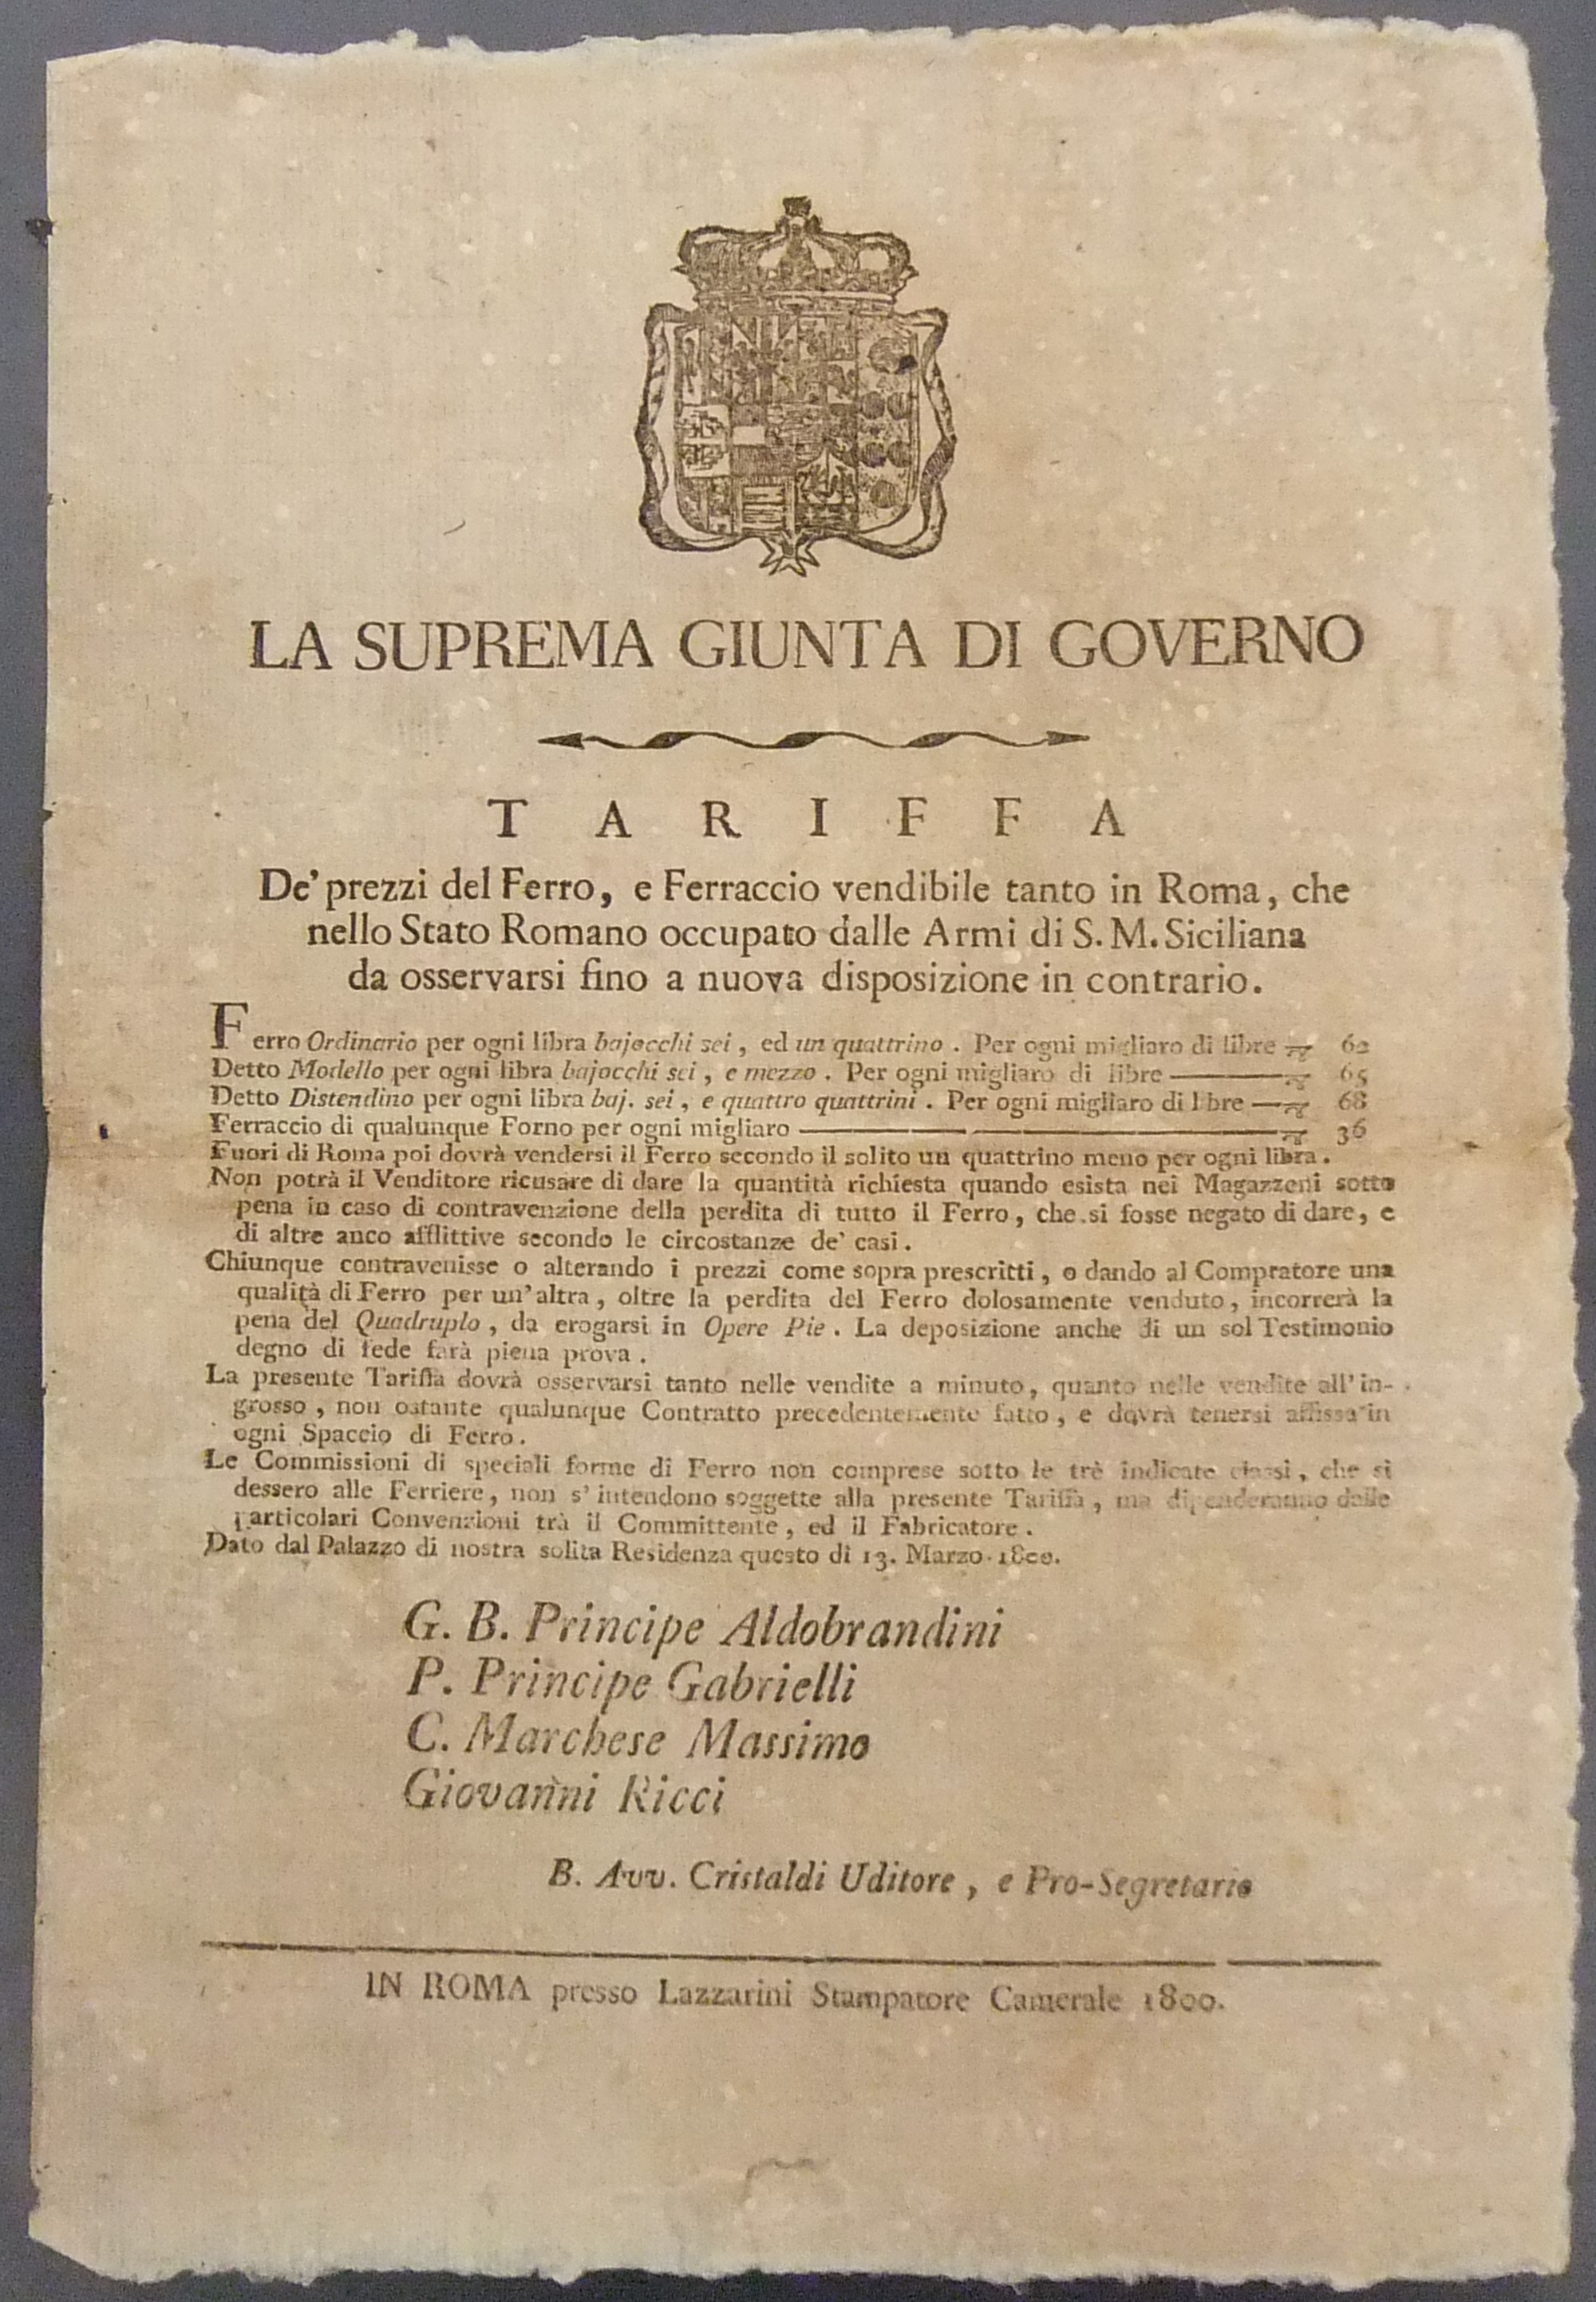 LA SUPREMA GIUNTA DI GOVERNO
TARIFFA
De' prezzi del Ferro, e Ferraccio vendibile tanto in Roma, che
nello Stato Romano occupato dalle Armi di S. M. Siciliana
da osservarsi fino a nuova disposizione in contrario.
Ferro Ordinario per ogni libra bajocchi sei, ed un quattrino. Per ogni migliaro di libre 62
Detto Modello per ogni libra bajocchi sei, e mezzo. Per ogni migliaro di libre 65
Detto Distendino per ogni libra baj. sei, e quattro quattrini. Per ogni migliaro di l bre 68
Ferraccio di qualunque Forno per ogni migliaro 36
Fuori di Roma poi dovrà vendersi il Ferro secondo il solito un quattrino meno per ogni libra.
Non potrà il Venditore ricusare di dare la quantità richiesta quando esista nei Magazzeni sotto
pena in caso di contravenzione della perdita di tutto il Ferro, che si fosse negato di dare, e
di altre anco afflittive secondo le circostanze de' casi.
Chiunque contravenisse o alterando i prezzi come sopra prescritti, o dando al Compratore una
qualità di Ferro per un'altra, oltre la perdita del Ferro dolosamente venduto, incorrerà la
pena del Quadruplo, da erogarsi in Opere Pie. La deposizione anche di un sol Testimonio
degno di fede farà piena prova.
La presente Tariffa dovrà osservarsi tanto nelle vendite a minuto, quanto nelle vendite all'in-
grosso, non ostante qualunque Contratto precedentemente fatto, e dovrà tenersi affissa in
ogni Spaccio di Ferro.
Le Commissioni di speciali forme di Ferro non comprese sotto le trè indicate classi, che si
dessero alle Ferriere, non s'intendono soggette alla presente Tariffa, ma dipenderanno dalle
particolari Convenzioni trà il Committente, ed il Fabricatore.
Dato dal Palazzo di nostra solita Residenza questo dì 13. Marzo 1800.
G. B. Principe Aldobrandini
P. Principe Gabrielli
C. Marchese Massimo
Giovanni Ricci
B. Avv. Cristaldi Uditore, e Pro-Segretario
IN ROMA presso Lazzarini Stampatore Camerale 1800.